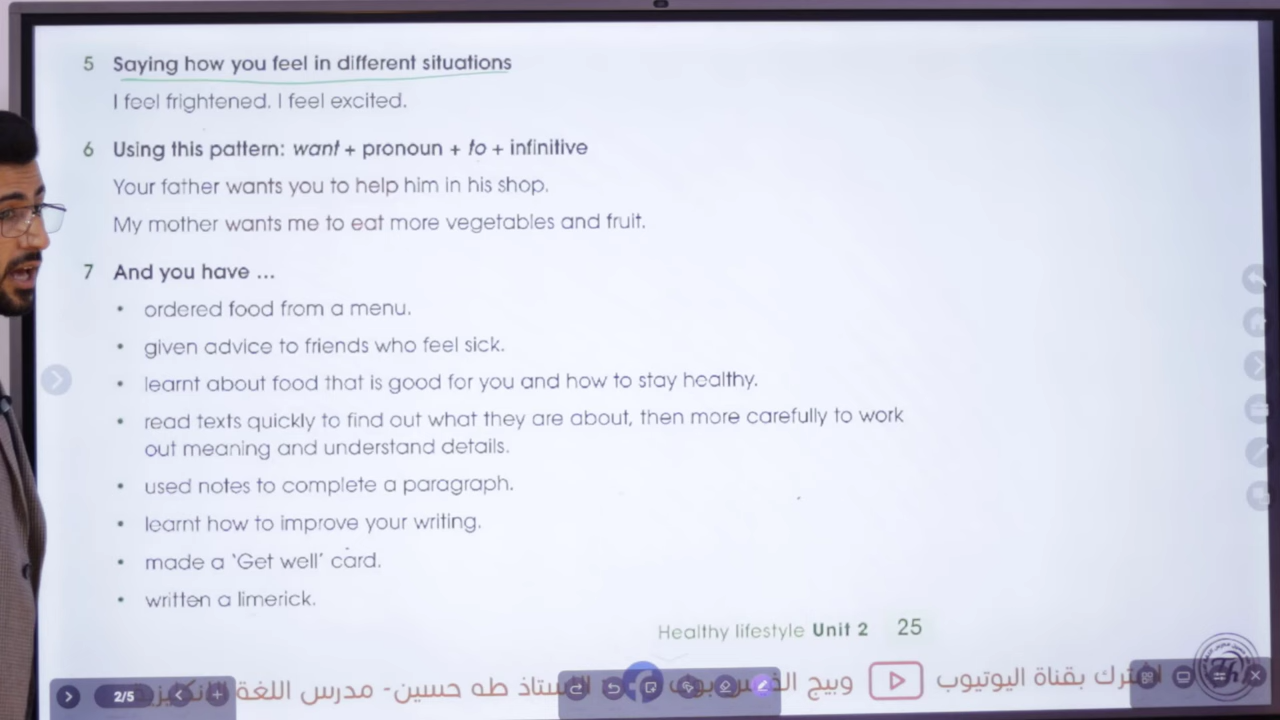 5 Saying how you feel in different situations
I feel frightened. I feel excited.
6 Using this pattern: want + pronoun + to + infinitive
Your father wants you to help him in his shop.
My mother wants me to eat more vegetables and fruit.
7 And you have ...
• ordered food from a menu.
• given advice to friends who feel sick.
• learnt about food that is good for you and how to stay healthy.
• read texts quickly to find out what they are about, then more carefully to work
out meaning and understand details.
• used notes to complete a paragraph.
• learnt how to improve your writing.
• made a ‘Get well’ card.
• written a limerick.
Healthy lifestyle Unit 2 25
بقناة اليوتيوب وبيج طه حسين- مدرس اللغة
2/5